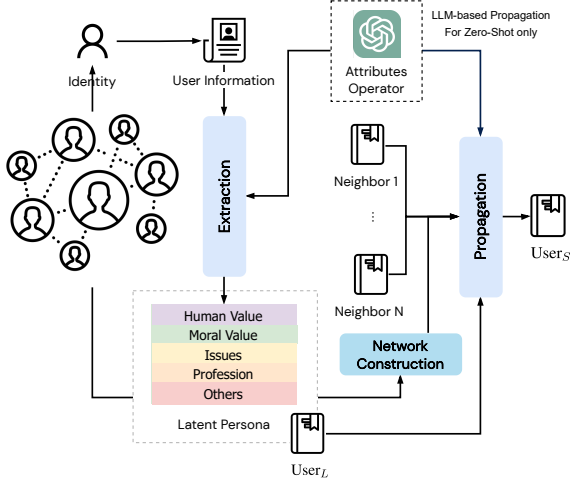 LLM-based Propagation
For Zero-Shot only
Identity
User Information
Attributes
Operator
Extraction
Neighbor 1
...
Neighbor N
Propagation
User_S
Human Value
Moral Value
Issues
Profession
Others
Latent Persona
Network
Construction
User_L